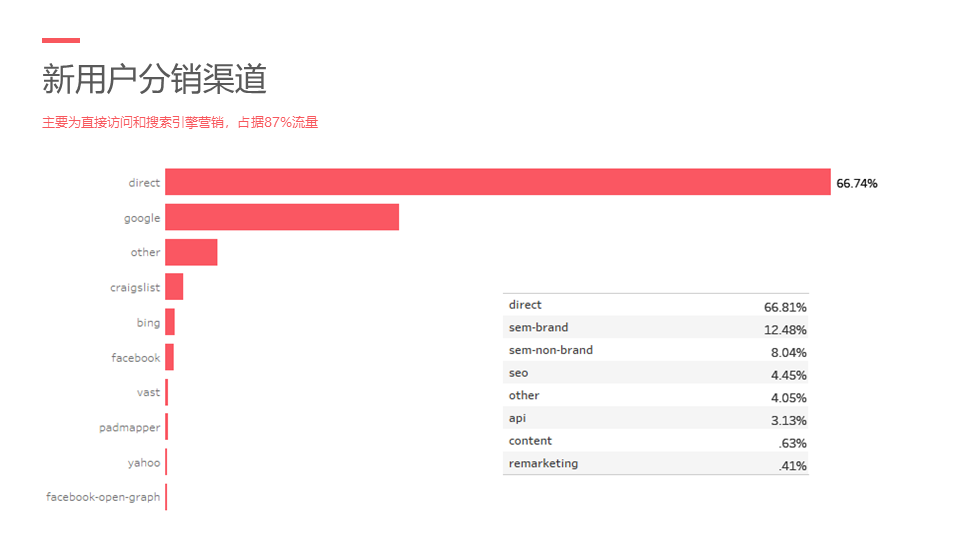 新用户分销渠道
主要为直接访问和搜索引擎营销，占据87%流量
direct 66.74%
google
other
craigslist
bing
facebook
vast
padmapper
yahoo
facebook-open-graph
direct 66.81%
sem-brand 12.48%
sem-non-brand 8.04%
seo 4.45%
other 4.05%
api 3.13%
content .63%
remarketing .41%